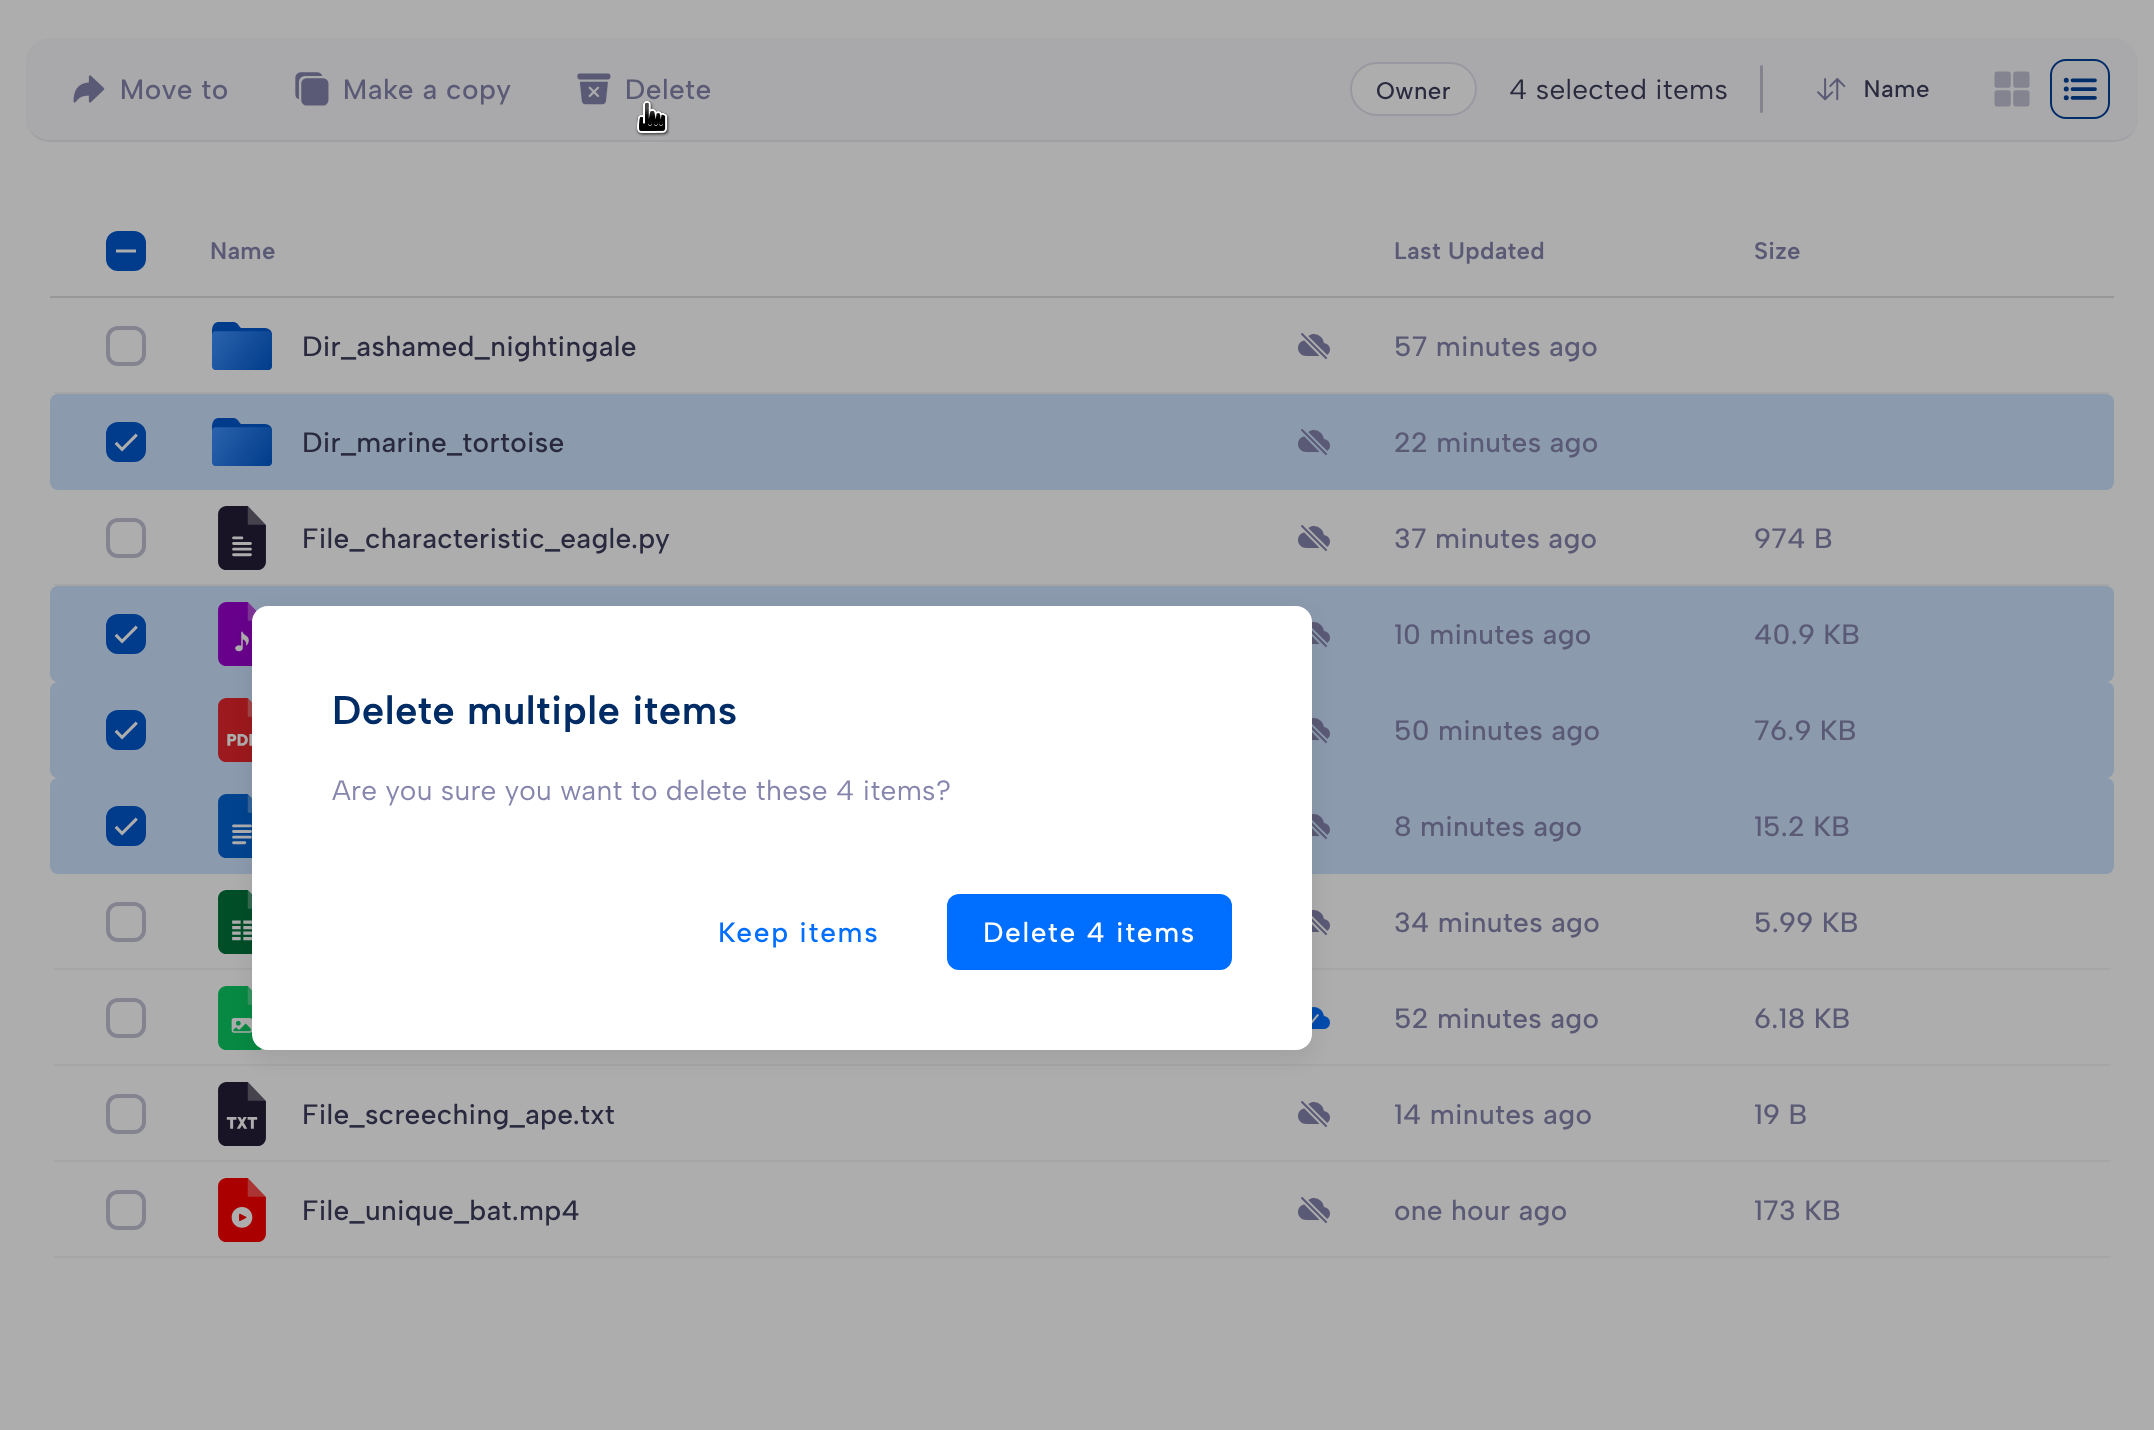 Move to
Make a copy
Delete
Owner
4 selected items
Name
Name
Last Updated
Size
Dir_ashamed_nightingale
57 minutes ago
Dir_marine_tortoise
22 minutes ago
File_characteristic_eagle.py
37 minutes ago
974 B
10 minutes ago
40.9 KB
50 minutes ago
76.9 KB
8 minutes ago
15.2 KB
34 minutes ago
5.99 KB
52 minutes ago
6.18 KB
Delete multiple items
Are you sure you want to delete these 4 items?
Keep items
Delete 4 items
TXT
File_screeching_ape.txt
14 minutes ago
19 B
File_unique_bat.mp4
one hour ago
173 KB